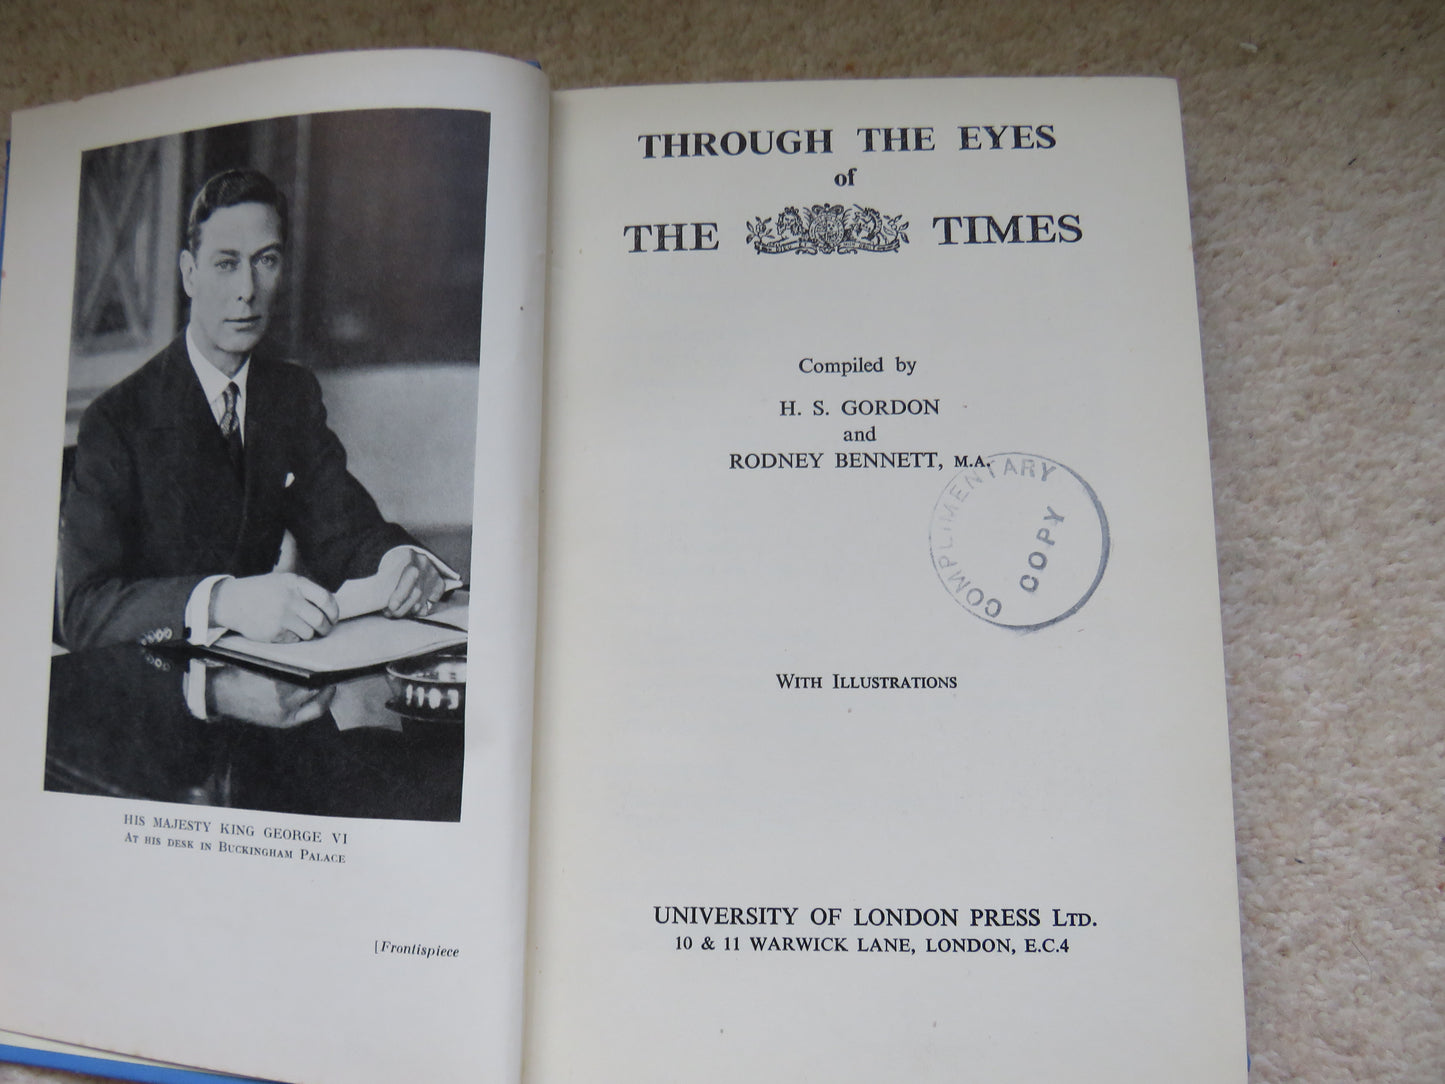 HIS MAJESTY KING GEORGE VI
AT HIS DESK IN BUCKINGHAM PALACE
[Frontispiece
THROUGH THE EYES
of
THE TIMES
Compiled by
H. S. GORDON
and
RODNEY BENNETT, M.A.
COMPLIMENTARY
COPY
WITH ILLUSTRATIONS
UNIVERSITY OF LONDON PRESS LTD.
10 & 11 WARWICK LANE, LONDON, E.C.4